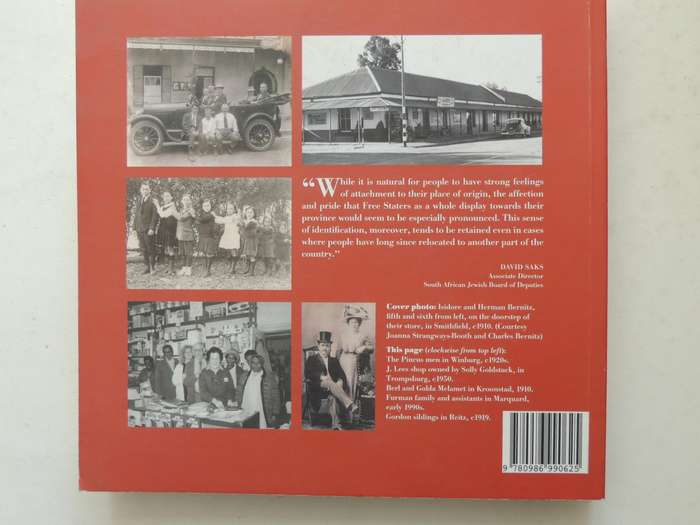 “While it is natural for people to have strong feelings
of attachment to their place of origin, the affection
and pride that Free Staters as a whole display towards their
province would seem to be especially pronounced. This sense
of identification, moreover, tends to be retained even in cases
where people have long since relocated to another part of the
country.”
DAVID SAKS
Associate Director
South African Jewish Board of Deputies
Cover photo: Isidore and Herman Bernitz,
fifth and sixth from left, on the doorstep of
their store, in Smithfield, c1910. (Courtesy
Joanna Strangways-Booth and Charles Bernitz)
This page (clockwise from top left):
The Pincus men in Winburg, c1920s.
J. Lees shop owned by Solly Goldstuck, in
Trompsburg, c1950.
Berl and Golda Melamet in Kroonstad, 1910.
Furman family and assistants in Marquard,
early 1990s.
Gordon siblings in Reitz, c1919.
9 780986 990625